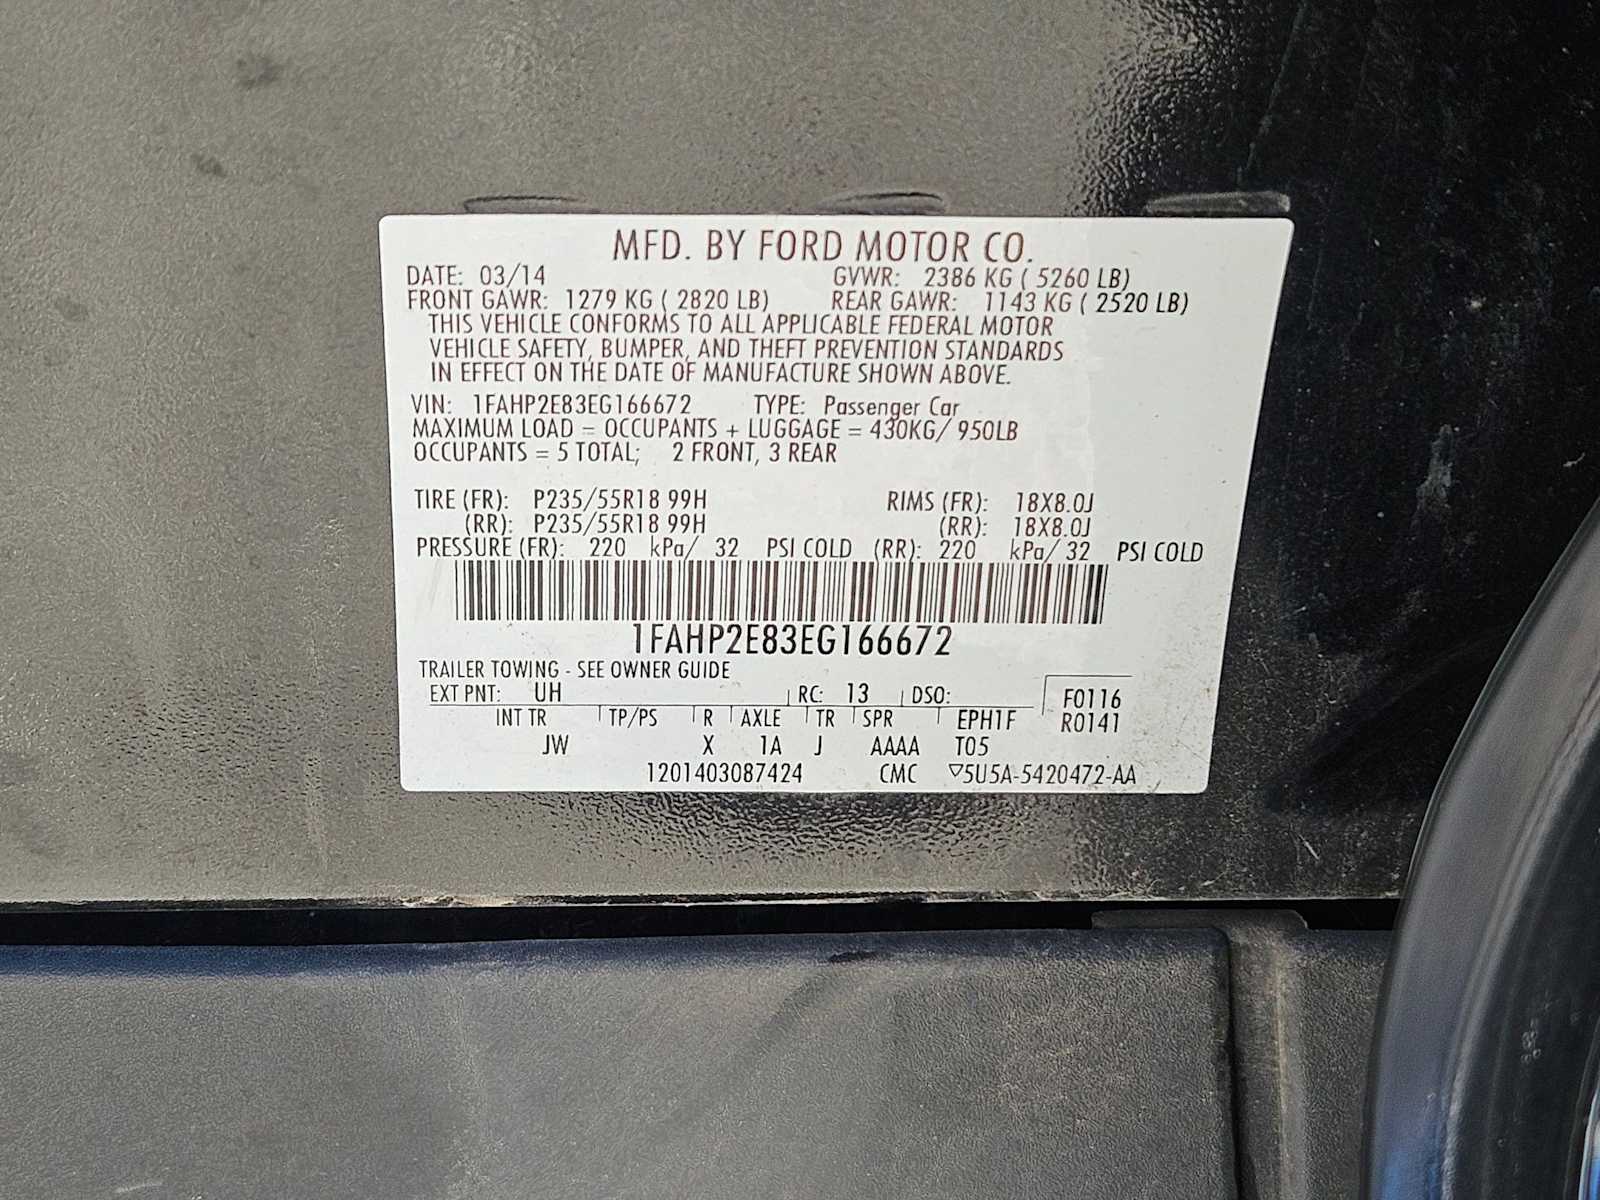 MFD. BY FORD MOTOR CO.
DATE: 03/14 GVWR: 2386 KG ( 5260 LB)
FRONT GAWR: 1279 KG ( 2820 LB) REAR GAWR: 1143 KG ( 2520 LB)
THIS VEHICLE CONFORMS TO ALL APPLICABLE FEDERAL MOTOR
VEHICLE SAFETY, BUMPER, AND THEFT PREVENTION STANDARDS
IN EFFECT ON THE DATE OF MANUFACTURE SHOWN ABOVE.
VIN: 1FAHP2E83EG166672 TYPE: Passenger Car
MAXIMUM LOAD = OCCUPANTS + LUGGAGE = 430KG/ 950LB
OCCUPANTS = 5 TOTAL; 2 FRONT, 3 REAR
TIRE (FR): P235/55R18 99H RIMS (FR): 18X8.0J
(RR): P235/55R18 99H (RR): 18X8.0J
PRESSURE (FR): 220 kPa/ 32 PSI COLD (RR): 220 kPa/ 32 PSI COLD
1FAHP2E83EG166672
TRAILER TOWING - SEE OWNER GUIDE
EXT PNT: UH RC: 13 DSO: F0116
INT TR TP/PS R AXLE TR SPR EPH1F R0141
JW X 1A J AAAA T05
1201403087424 CMC ▽5U5A-5420472-AA